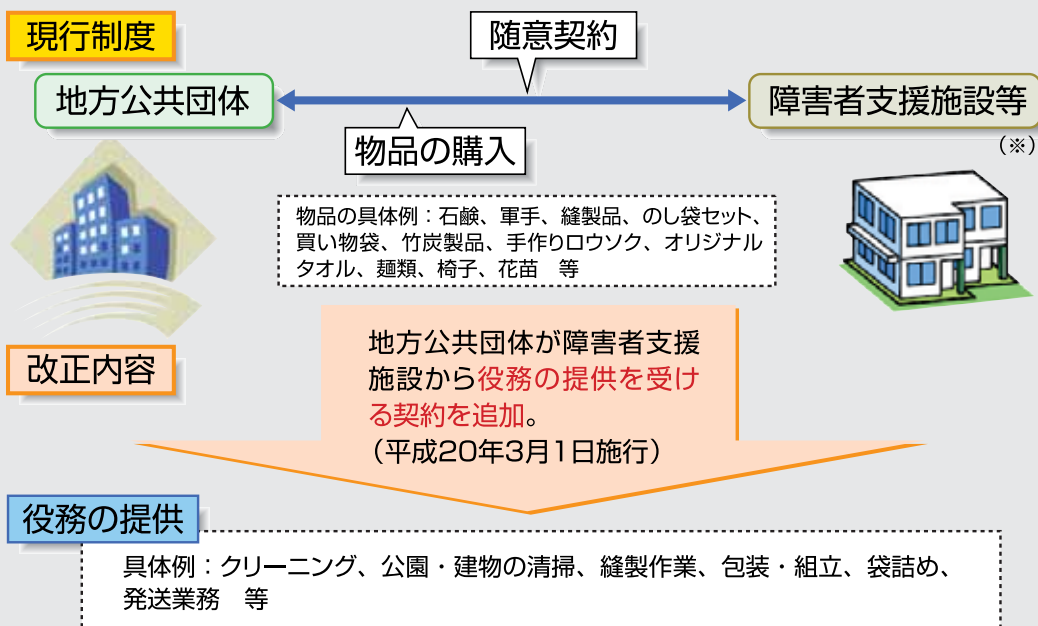 現行制度
随意契約
地方公共団体
障害者支援施設等
(※)
物品の購入
物品の具体例：石鹸、軍手、縫製品、のし袋セット、
買い物袋、竹炭製品、手作りロウソク、オリジナル
タオル、麺類、椅子、花苗　等
改正内容
地方公共団体が障害者支援
施設から役務の提供を受け
る契約を追加。
（平成20年3月1日施行）
役務の提供
具体例：クリーニング、公園・建物の清掃、縫製作業、包装・組立、袋詰め、
発送業務　等